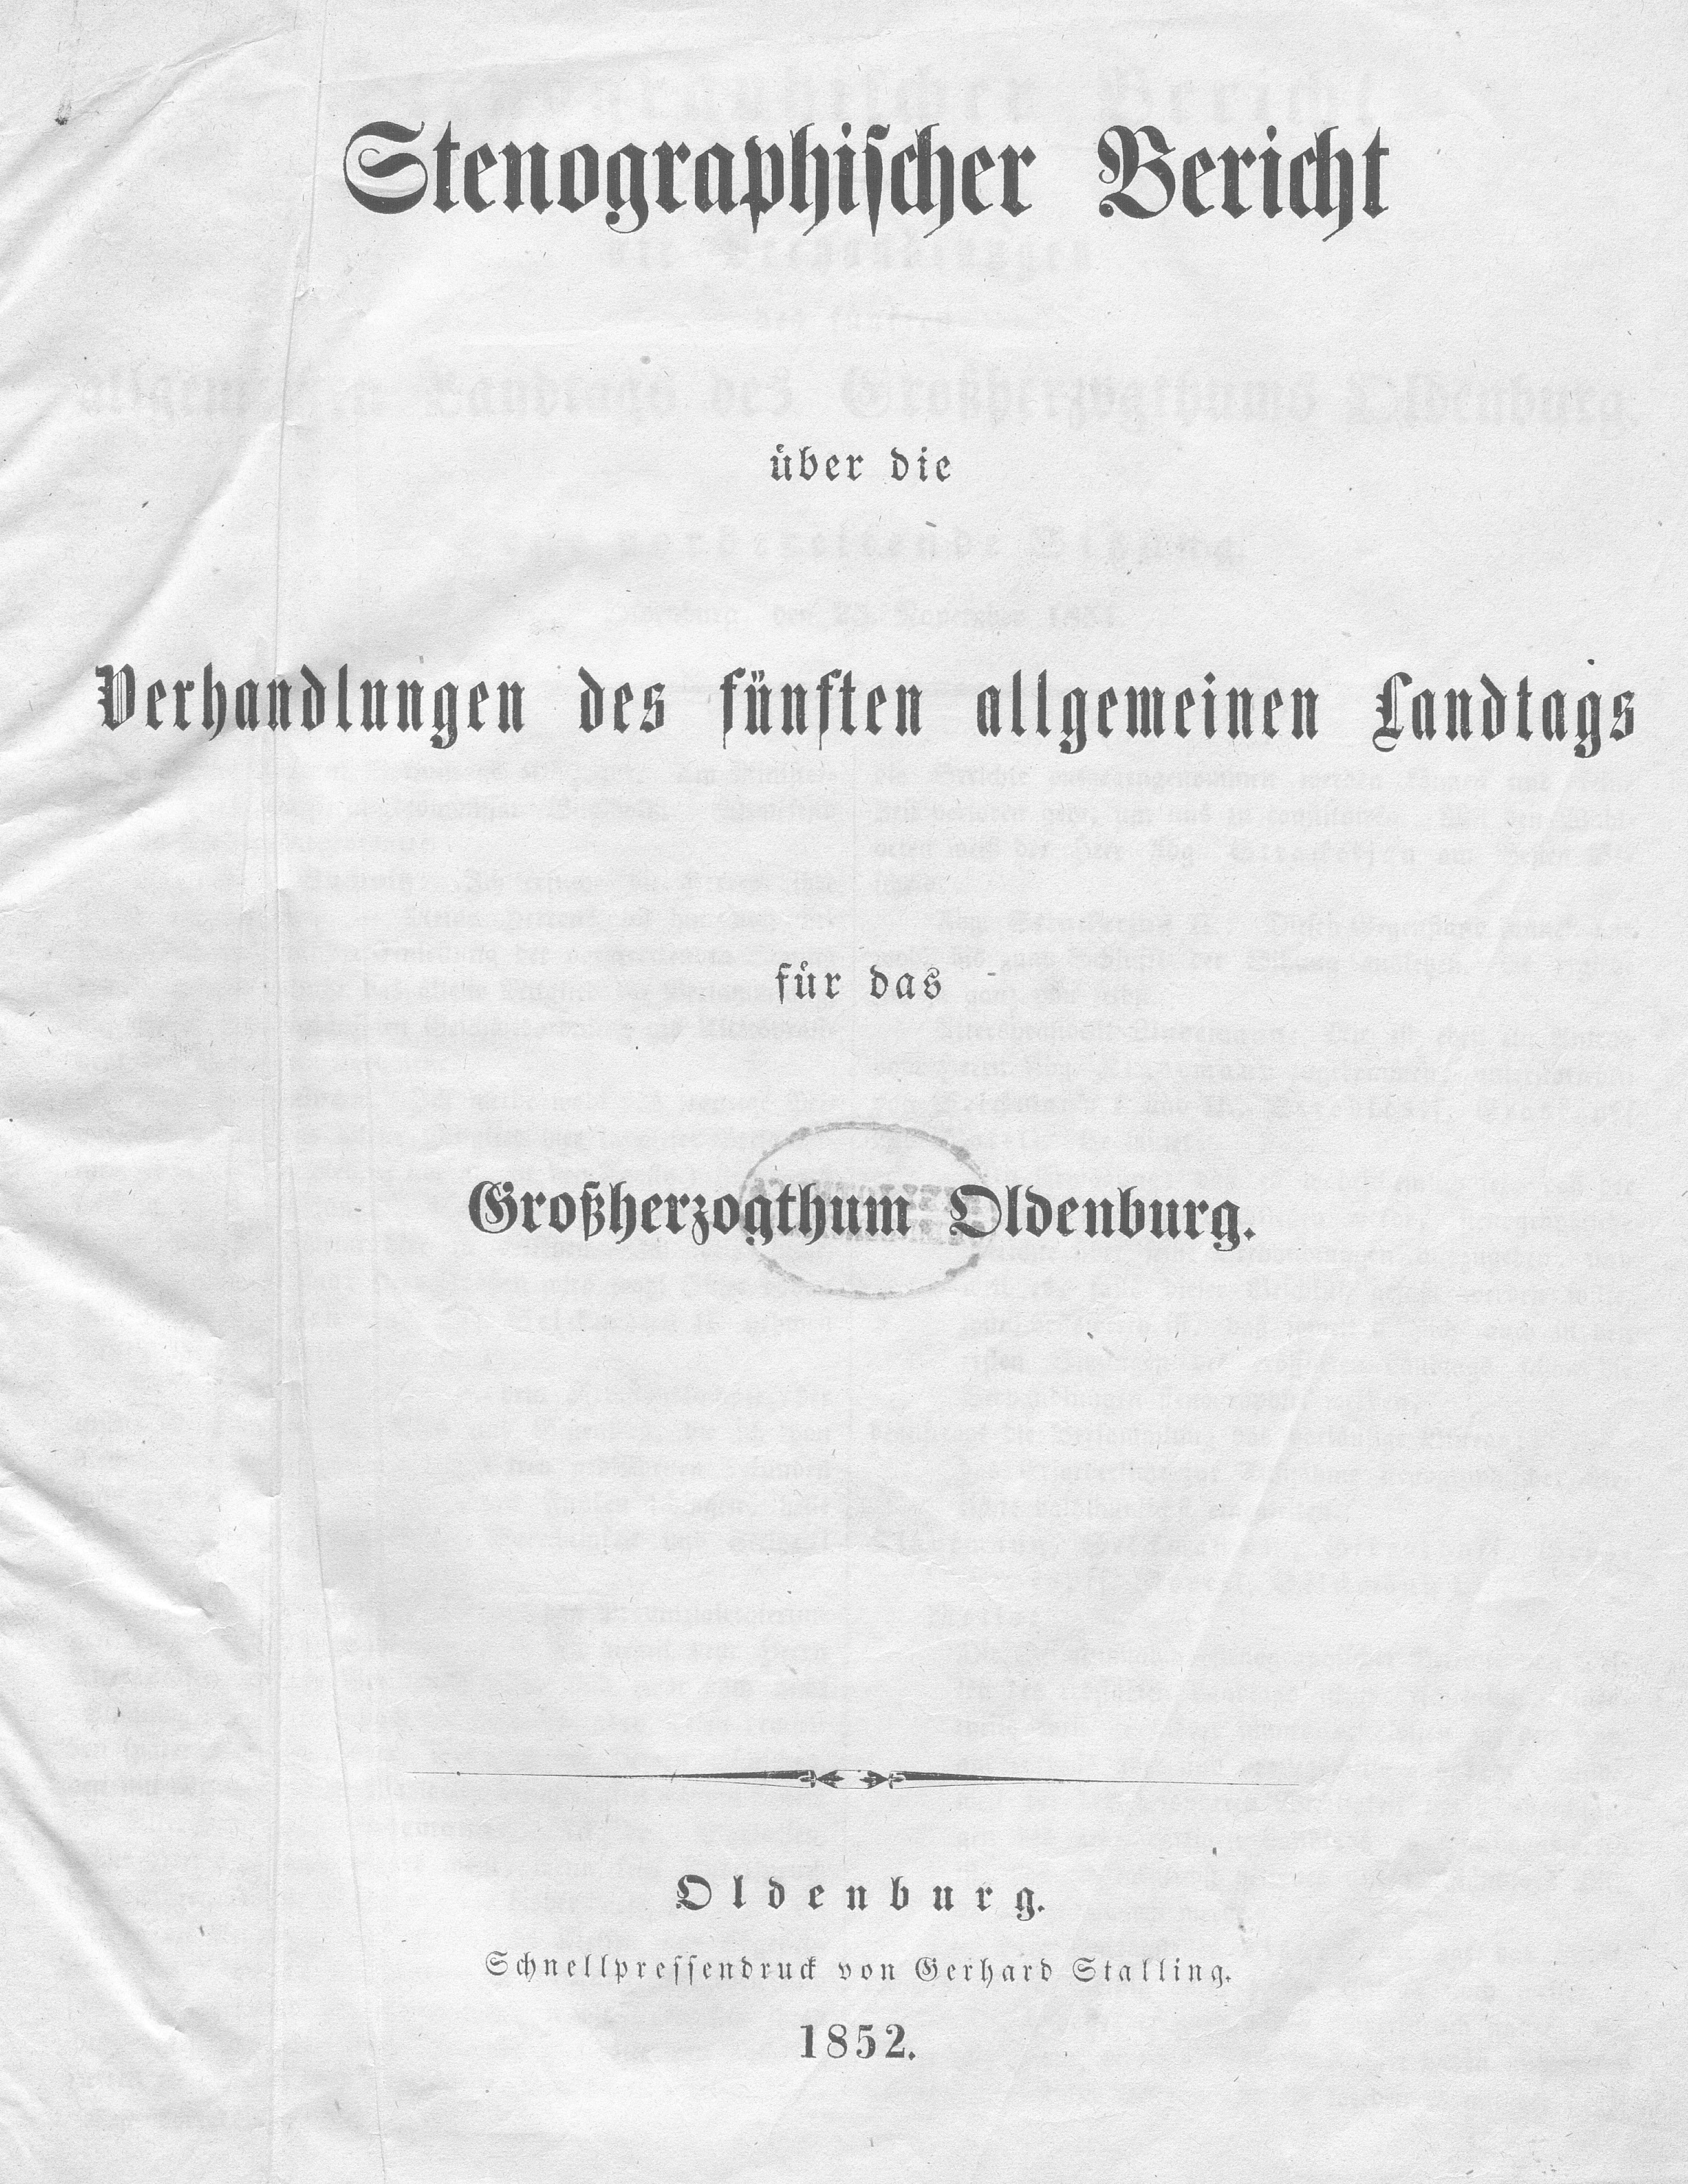 Stenographischer Bericht
über die
Verhandlungen des fünften allgemeinen Landtags
für das
Großherzogthum Oldenburg.
Oldenburg.
Schnellpressendruck von Gerhard Stalling.
1852.